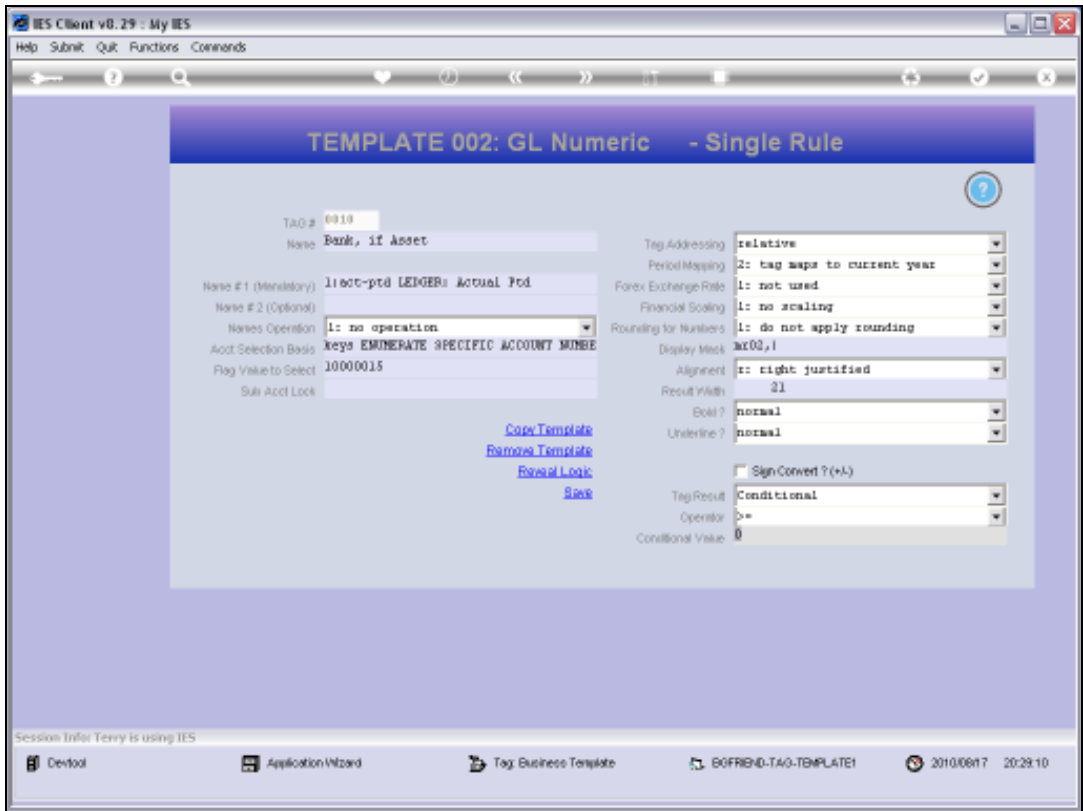 IES Client v8.29 : My IES
Help Submit Quit Functions Commands
TEMPLATE 002: GL Numeric - Single Rule
TAG # 0010
Name Bank, if Asset
Name # 1 (Mandatory) 1:act-ptd LEDGER: Actual Ptd
Name # 2 (Optional)
Names Operation 1: no operation
Acct Selection Basis keys ENUMERATE SPECIFIC ACCOUNT NUMBE
Flag Value to Select 10000015
Sub Acct Lock
Copy Template
Remove Template
Reveal Logic
Save
Tag Addressing relative
Period Mapping 2: tag maps to current year
Forex Exchange Rate 1: not used
Financial Scaling 1: no scaling
Rounding for Numbers 1: do not apply rounding
Display Mask mr02,|
Alignment r: right justified
Result Width 21
Bold ? normal
Underline ? normal
Sign Convert ? (+/-)
Tag Result Conditional
Operator >=
Conditional Value 0
Session Info: Terry is using IES
Devtool Application Wizard Tag: Business Template BGFRIEND-TAG-TEMPLATE1 2010/08/17 20:29:10